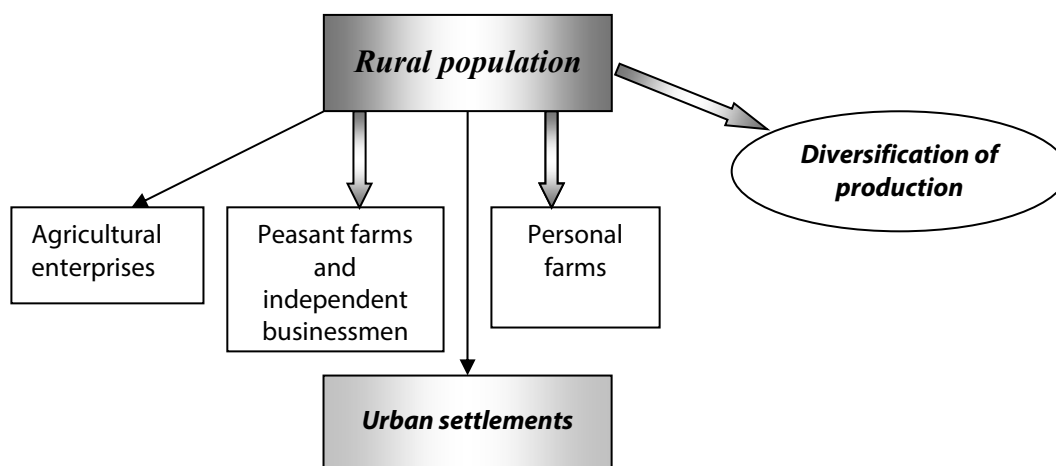 Rural population
Diversification of
production
Agricultural
enterprises
Peasant farms
and
independent
businessmen
Personal
farms
Urban settlements